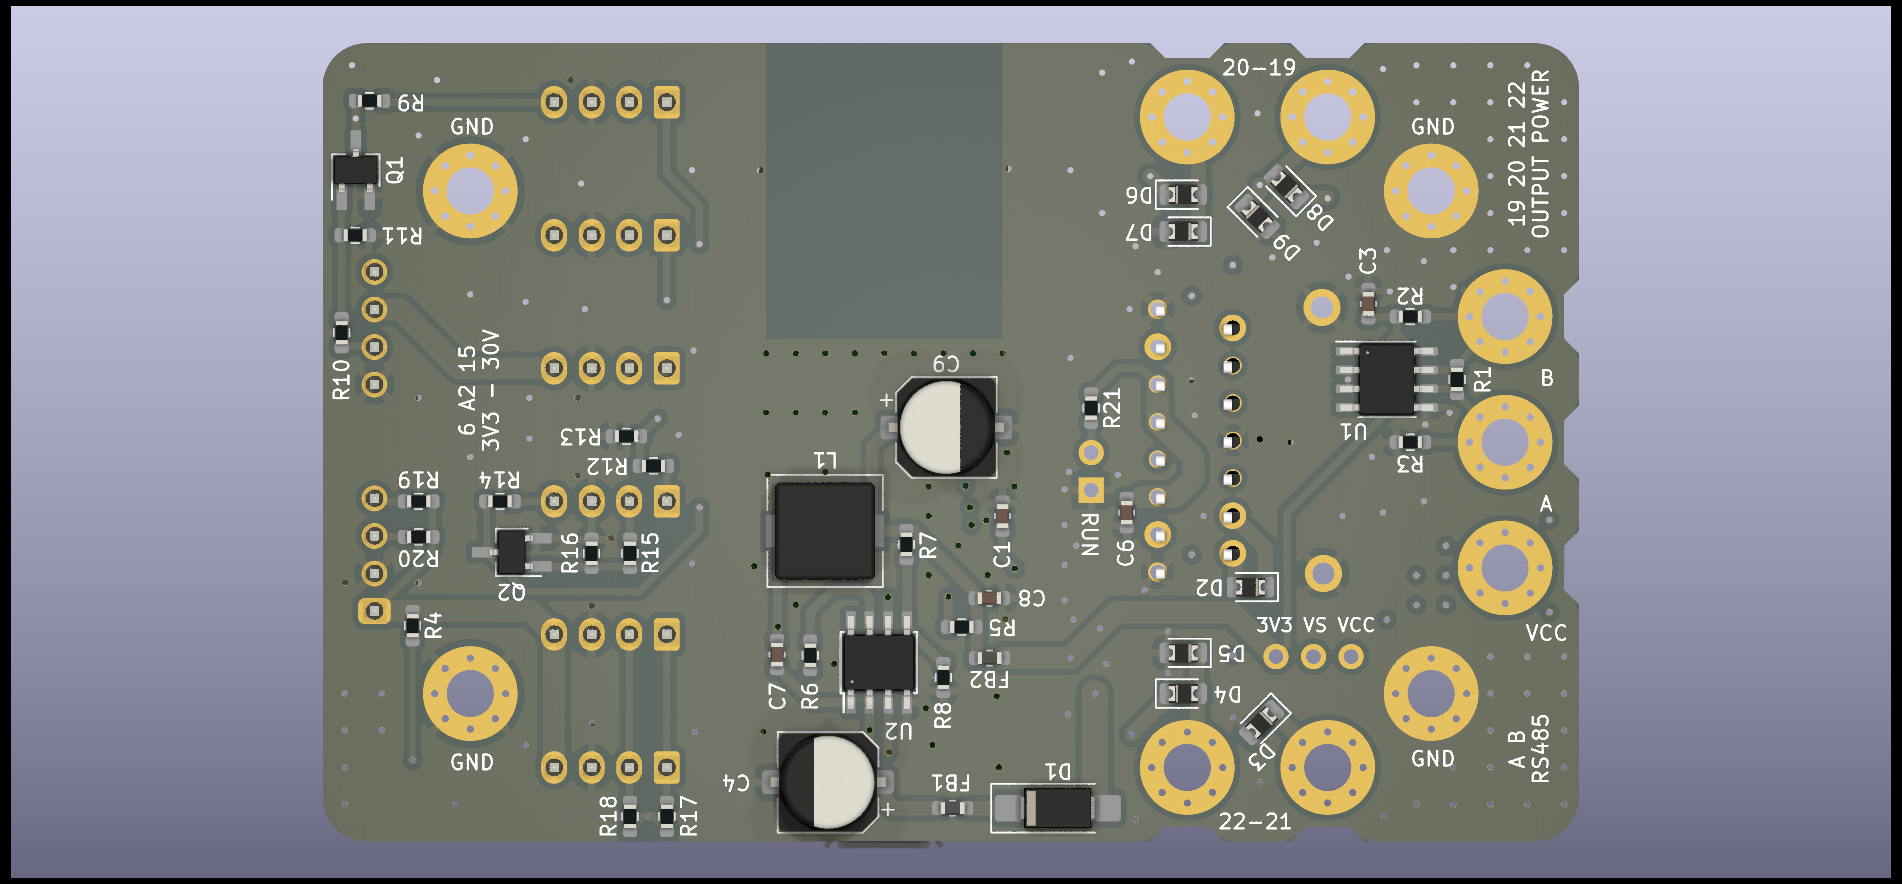 20-19
19 20 21 22
OUTPUT POWER
R9
GND
GND
Q1
D6
D8
D7
D9
R11
C3
R2
6 A2 15
3V3 - 30V
R10
C9
+
R1
B
R21
U1
R13
R12
L1
R3
R19
R14
A
RUN
R20
R16
R15
R7
C1
C6
Q2
D2
C8
R4
R5
3V3 VS VCC
VCC
D5
FB2
C7
R6
R8
D4
U2
D3
GND
GND
A B
RS485
C4
FB1
D1
+
R18
R17
22-21